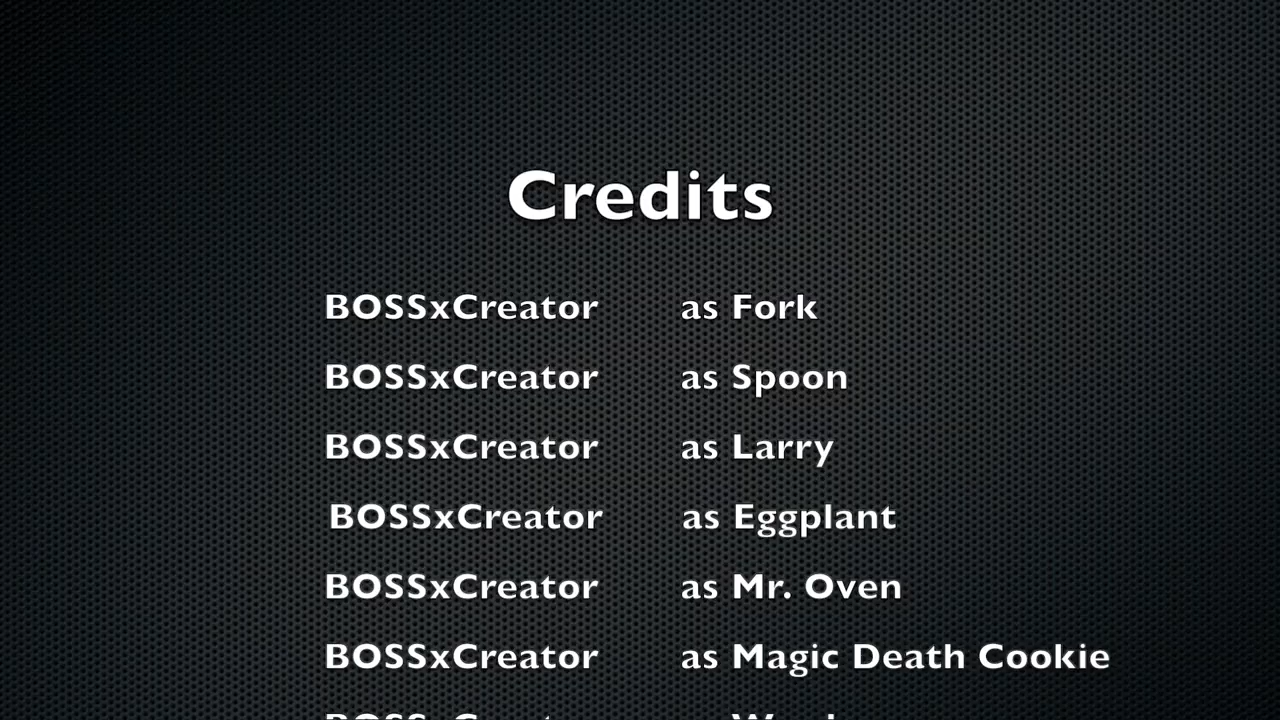 Credits
BOSSxCreator as Fork
BOSSxCreator as Spoon
BOSSxCreator as Larry
BOSSxCreator as Eggplant
BOSSxCreator as Mr. Oven
BOSSxCreator as Magic Death Cookie